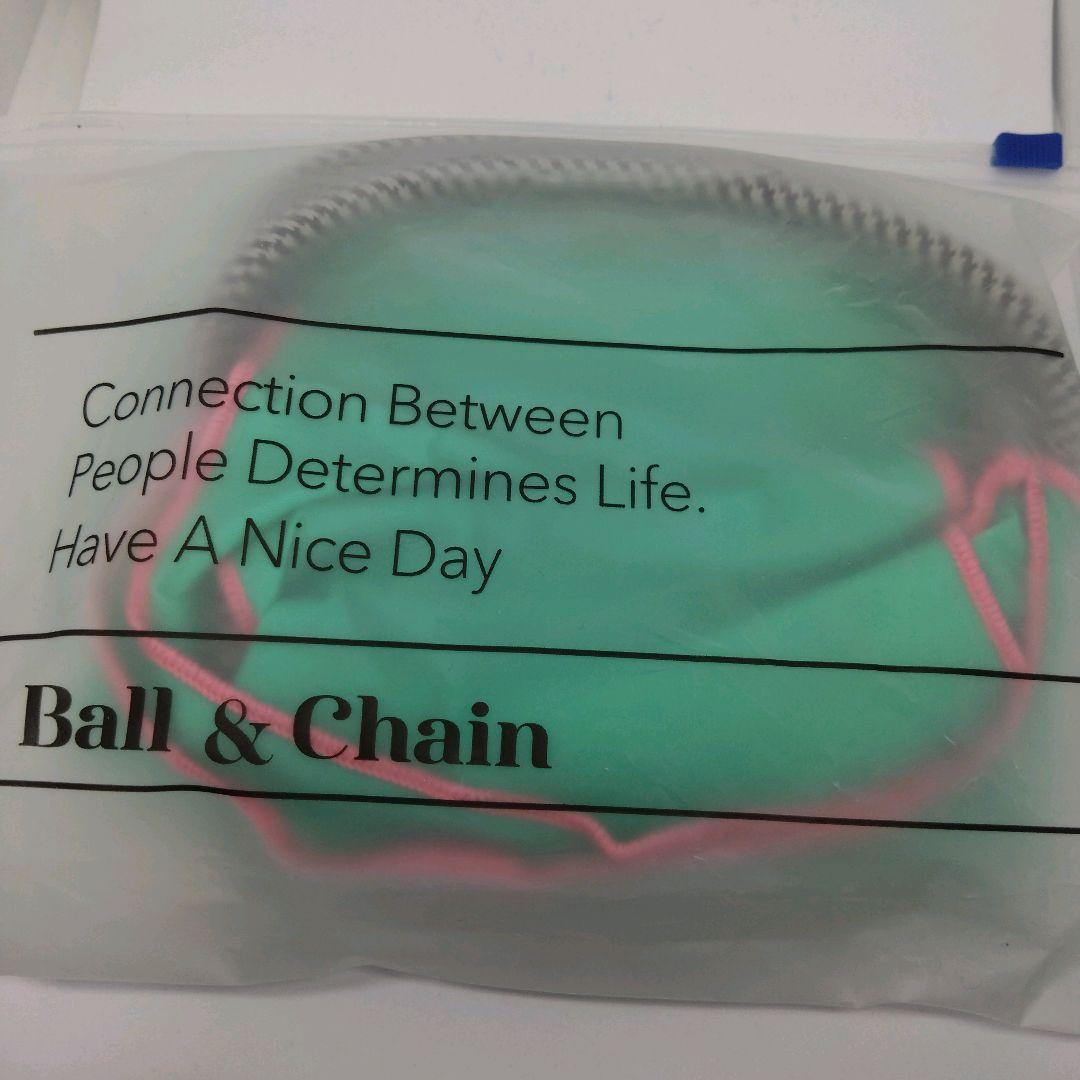 Connection Between
People Determines Life.
Have A Nice Day
Ball & Chain